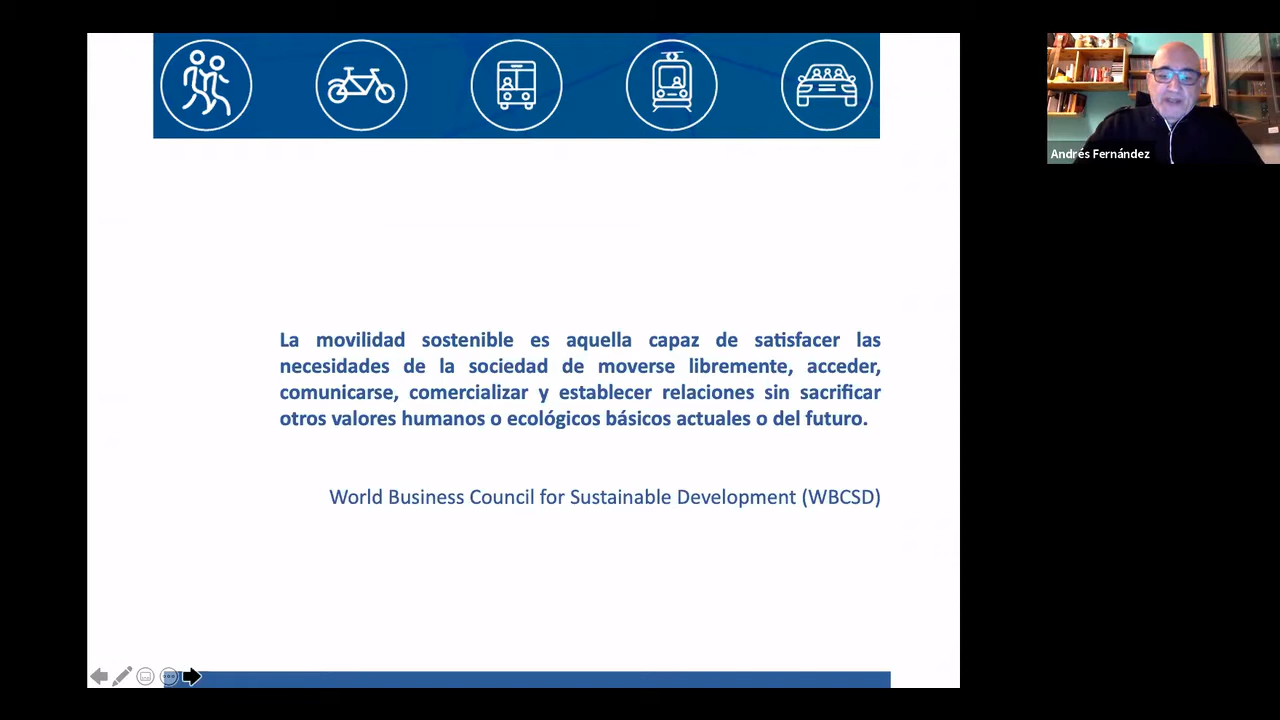 Andrés Fernández
La movilidad sostenible es aquella capaz de satisfacer las
necesidades de la sociedad de moverse libremente, acceder,
comunicarse, comercializar y establecer relaciones sin sacrificar
otros valores humanos o ecológicos básicos actuales o del futuro.
World Business Council for Sustainable Development (WBCSD)